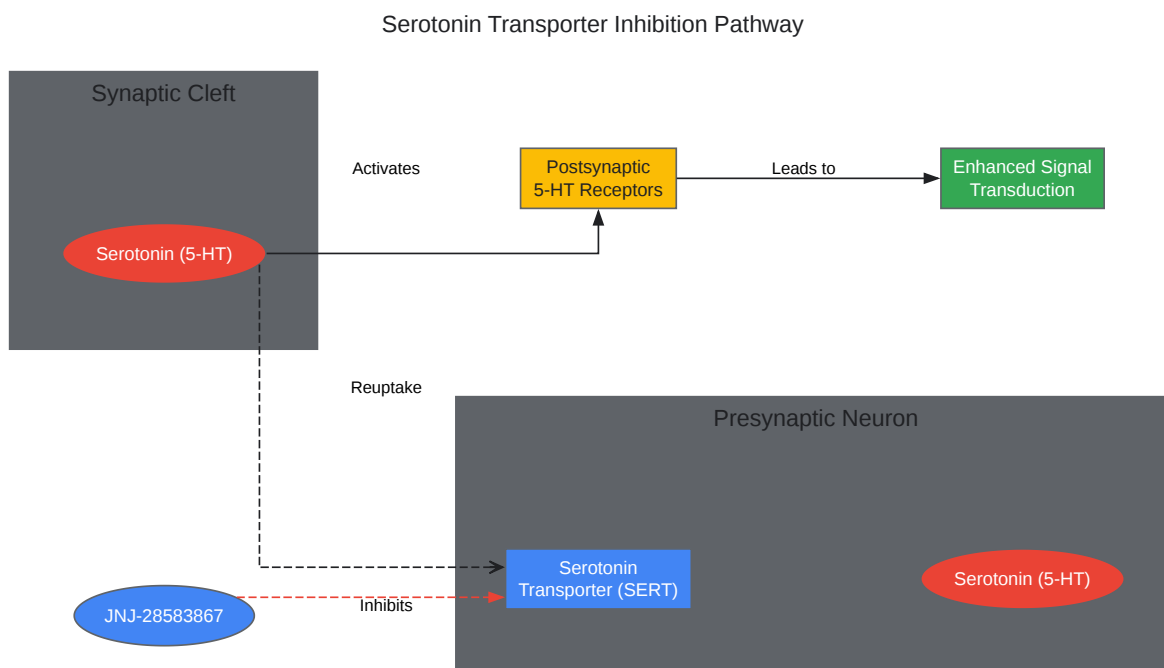 Serotonin Transporter Inhibition Pathway
Synaptic Cleft
Activates
Postsynaptic
5-HT Receptors
Leads to
Enhanced Signal
Transduction
Serotonin (5-HT)
Reuptake
Presynaptic Neuron
Serotonin
Transporter (SERT)
Serotonin (5-HT)
Inhibits
JNJ-28583867